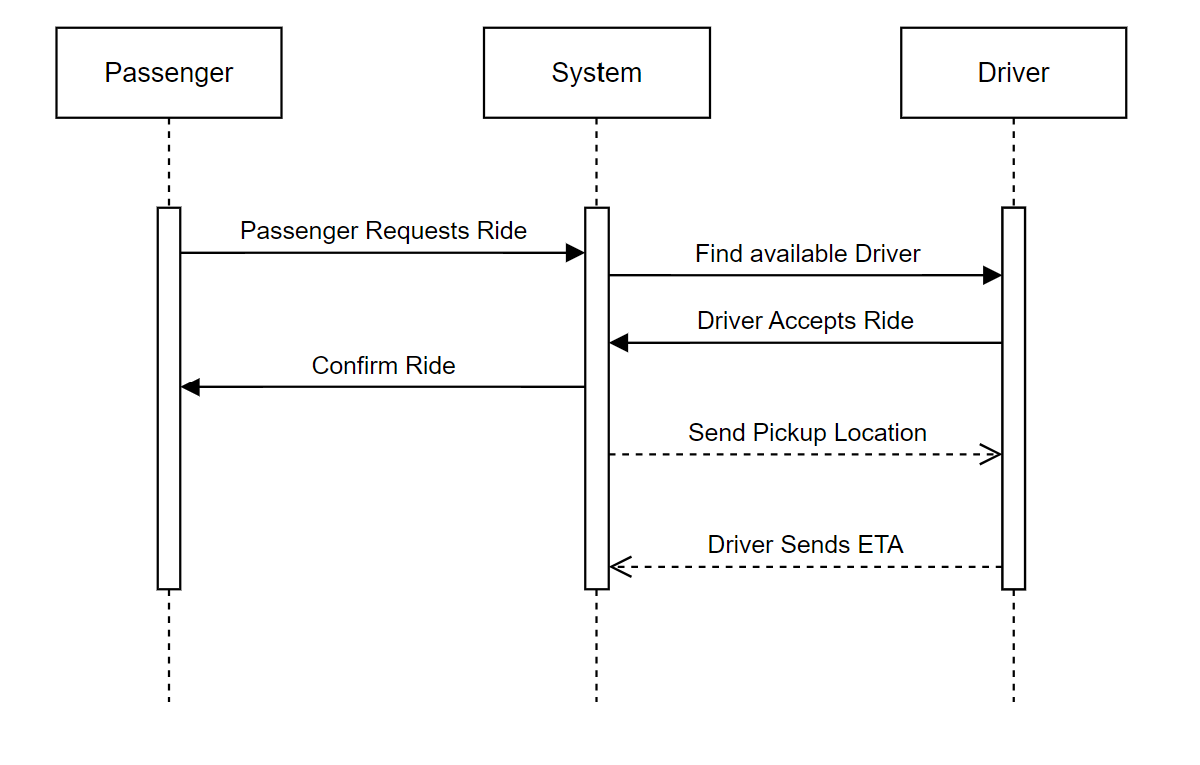 Passenger
System
Driver
Passenger Requests Ride
Find available Driver
Driver Accepts Ride
Confirm Ride
Send Pickup Location
Driver Sends ETA